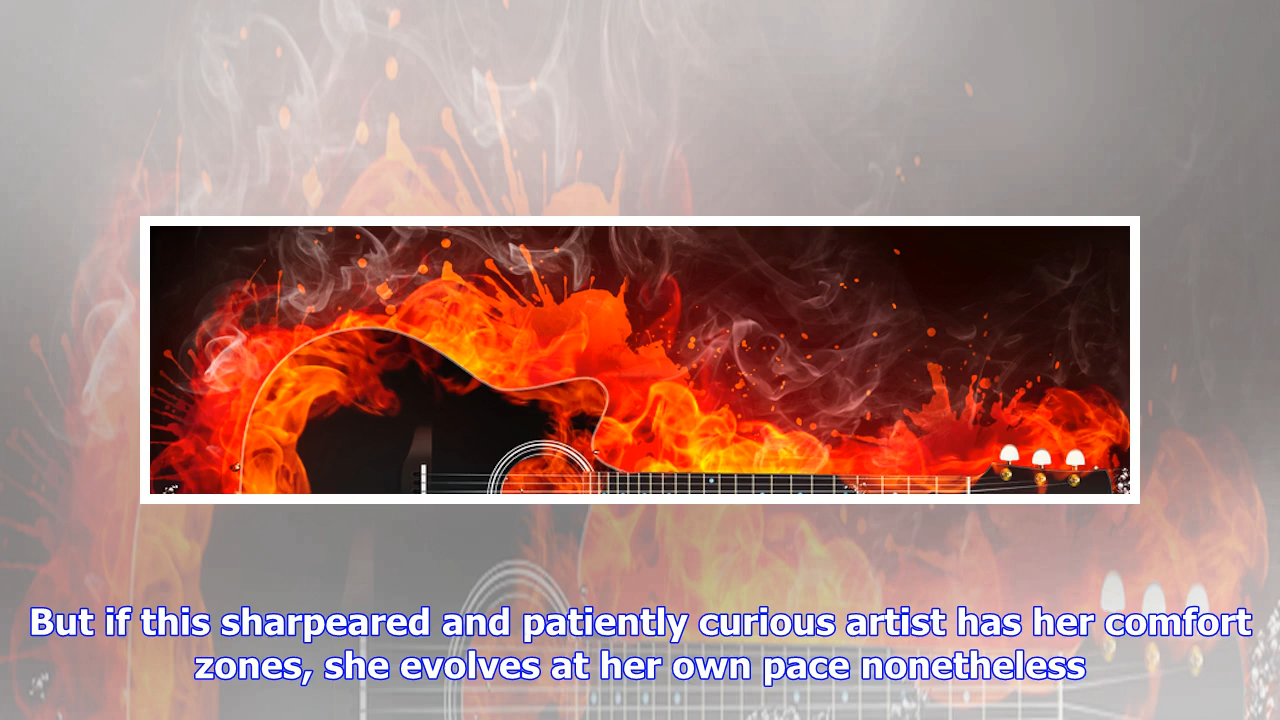 But if this sharpeared and patiently curious artist has her comfort
zones, she evolves at her own pace nonetheless